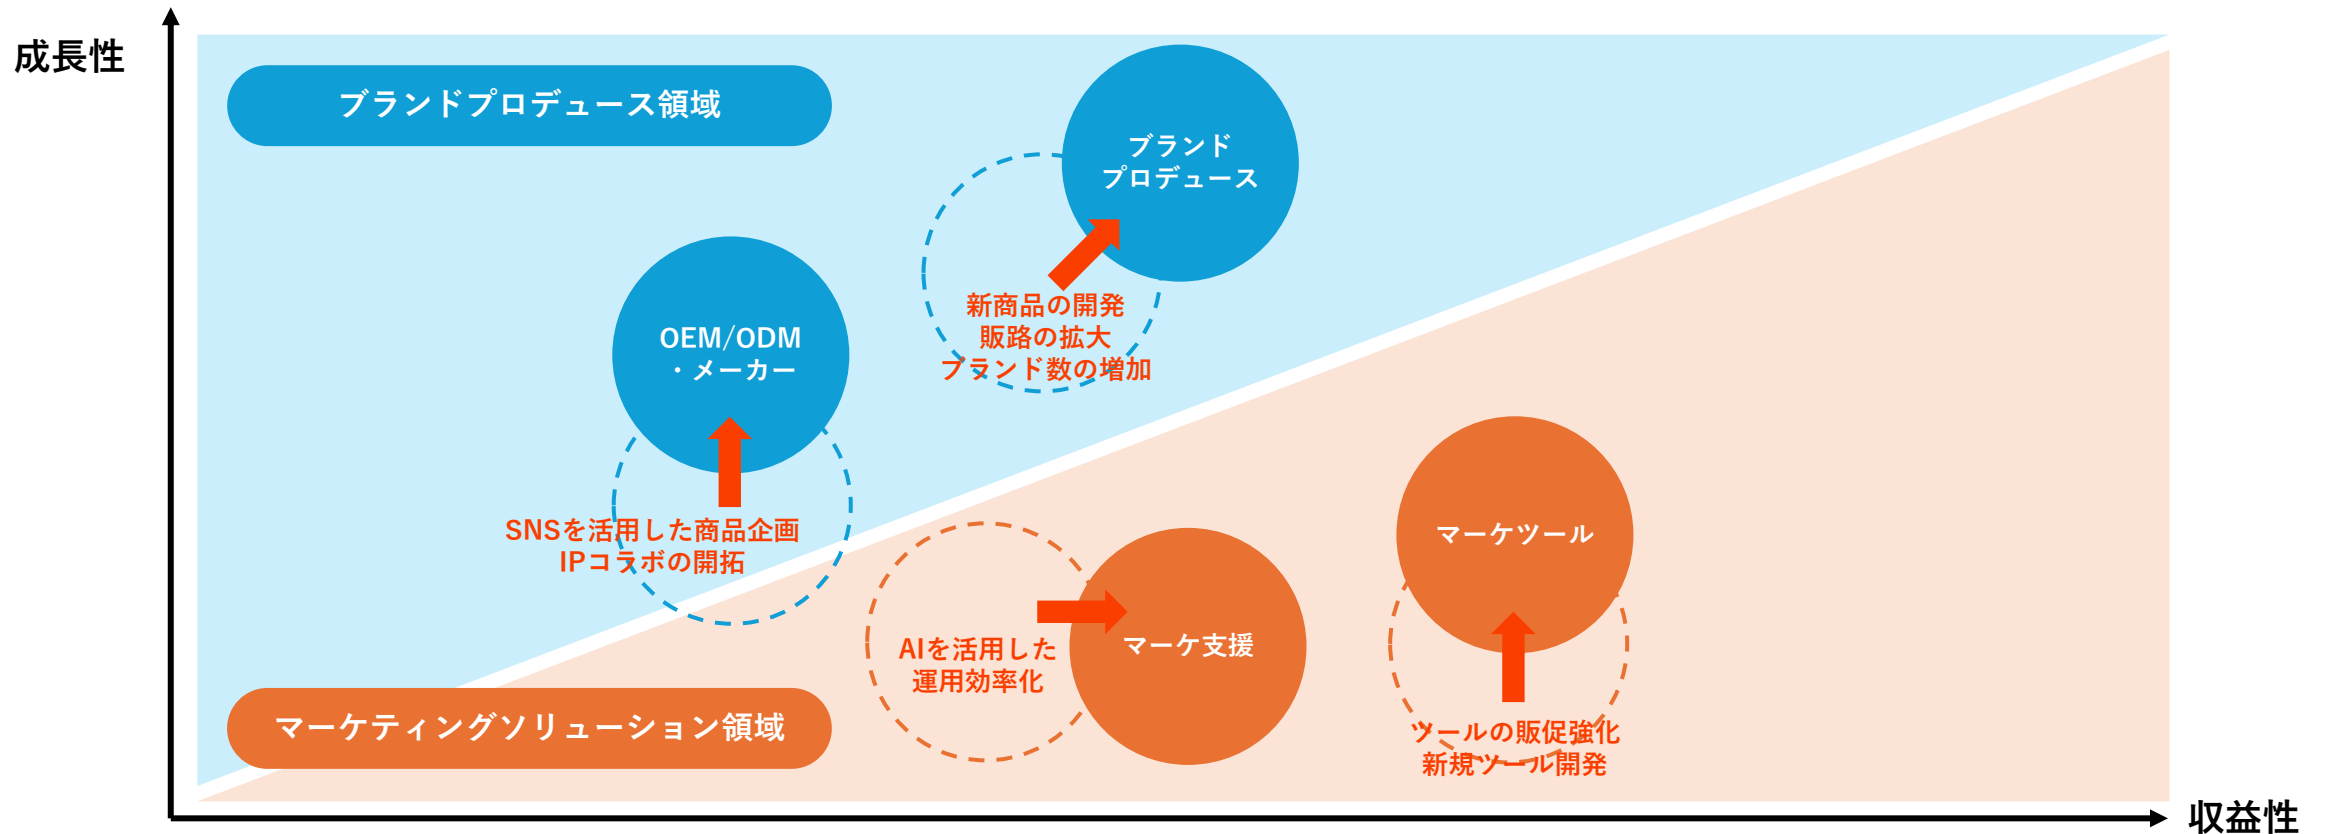 成長性
ブランドプロデュース領域
ブランド
プロデュース
新商品の開発
販路の拡大
ブランド数の増加
OEM/ODM
・メーカー
SNSを活用した商品企画
IPコラボの開拓
マーケツール
ツールの販促強化
新規ツール開発
マーケ支援
AIを活用した
運用効率化
マーケティングソリューション領域
収益性